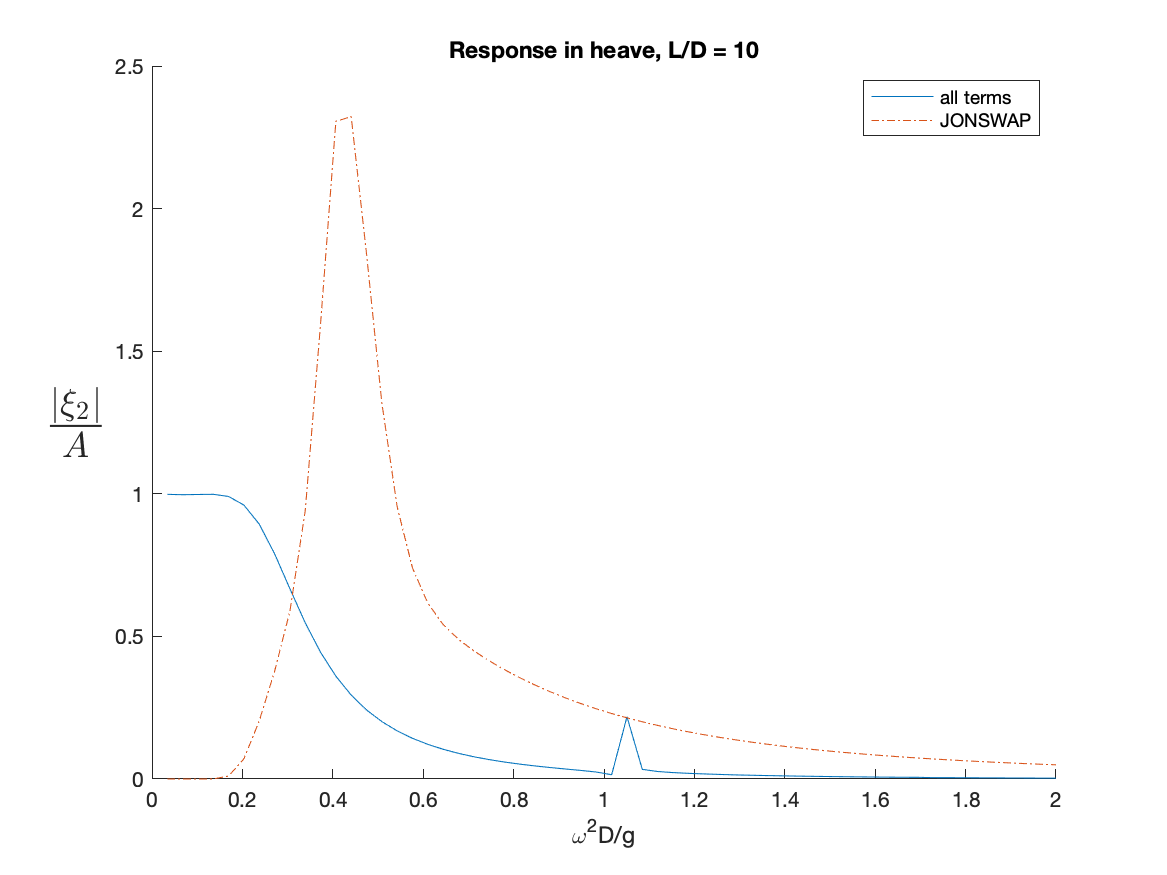 Response in heave, L/D = 10
all terms
JONSWAP
2.5
2
1.5
1
0.5
0
|ξ₂|
A
0 0.2 0.4 0.6 0.8 1 1.2 1.4 1.6 1.8 2
ω²D/g